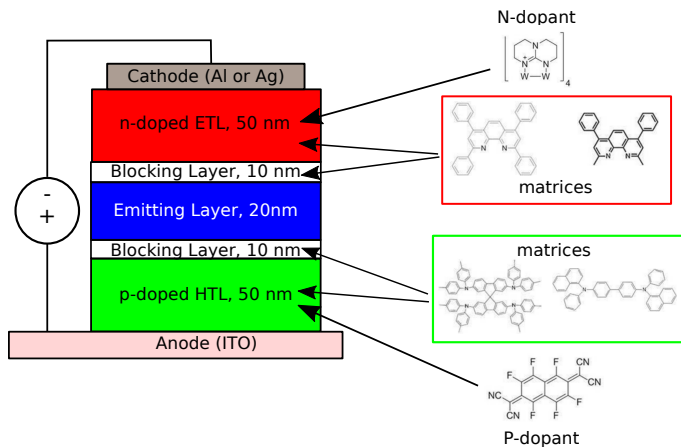 N-dopant
N
N
N
+
W
W
4
Cathode (Al or Ag)
n-doped ETL, 50 nm
N
N
N
N
matrices
Blocking Layer, 10 nm
-
+
Emitting Layer, 20nm
Blocking Layer, 10 nm
matrices
p-doped HTL, 50 nm
N
N
N
N
N
N
Anode (ITO)
F
F
CN
F
CN
NC
F
CN
F
F
P-dopant